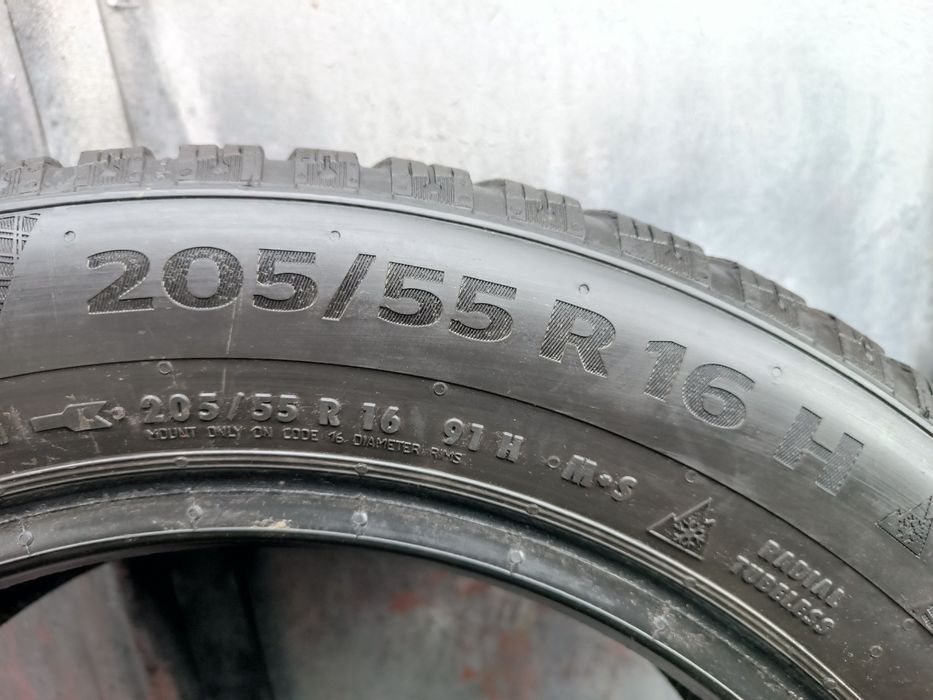 205/55 R 16 H
205/55 R 16 91 H M+S
MOUNT ONLY ON CODE 16 DIAMETER RIMS
RADIAL
TUBELESS